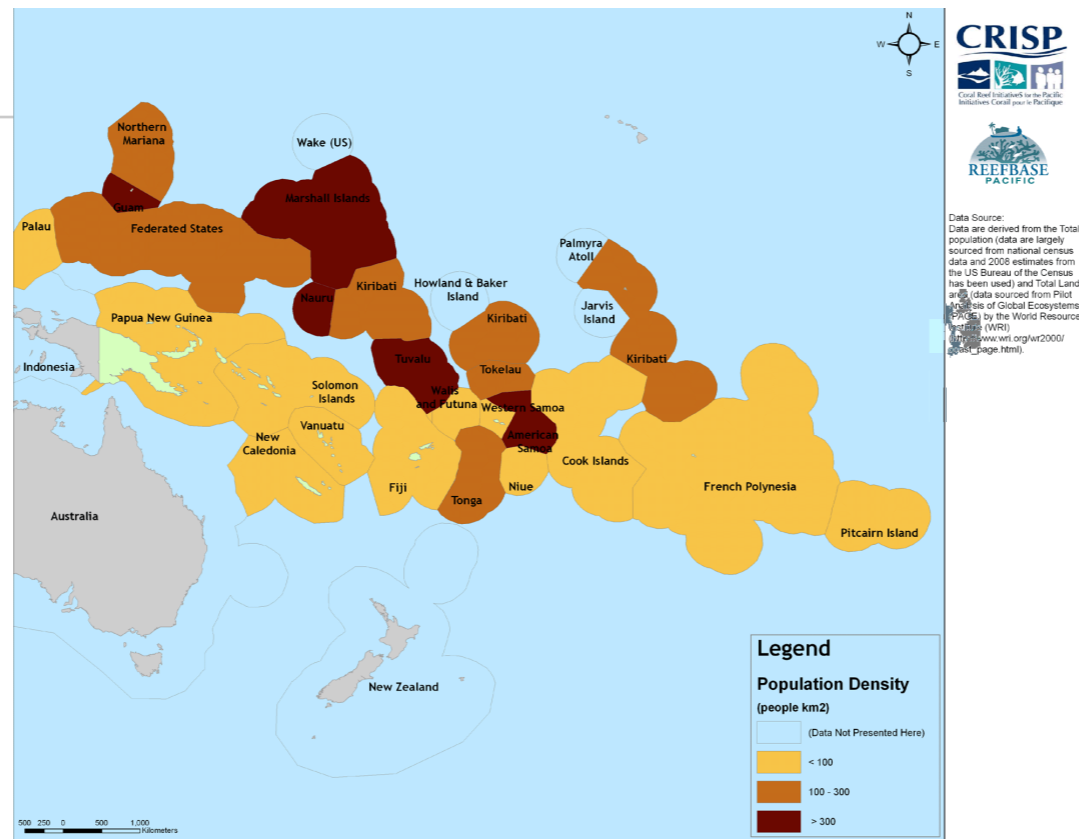 N
W
E
S
CRISP
Coral Reef InitiativeS for the Pacific
Initiatives Corail pour le Pacifique
REEFBASE
PACIFIC
Data Source:
Data are derived from the Total
population (data are largely
sourced from national census
data and 2008 estimates from
the US Bureau of the Census
has been used) and Total Land
area (data sourced from Pilot
Analysis of Global Ecosystems
(PAGE) by the World Resource
Institute (WRI)
page.html).
Northern
Mariana
Wake (US)
Guam
Marshall Islands
Palau
Federated States
Palmyra
Atoll
Nauru
Kiribati
Howland & Baker
Island
Jarvis
Island
Papua New Guinea
Kiribati
Indonesia
Tuvalu
Tokelau
Kiribati
Solomon
Islands
Walls
and Futuna
Western Samoa
Vanuatu
New
Caledonia
American
Samoa
Cook Islands
Fiji
Tonga
Niue
French Polynesia
Australia
Pitcairn Island
New Zealand
Legend
Population Density
(people km2)
(Data Not Presented Here)
< 100
100 - 300
> 300
500 250 0 500 1,000
Kilometers